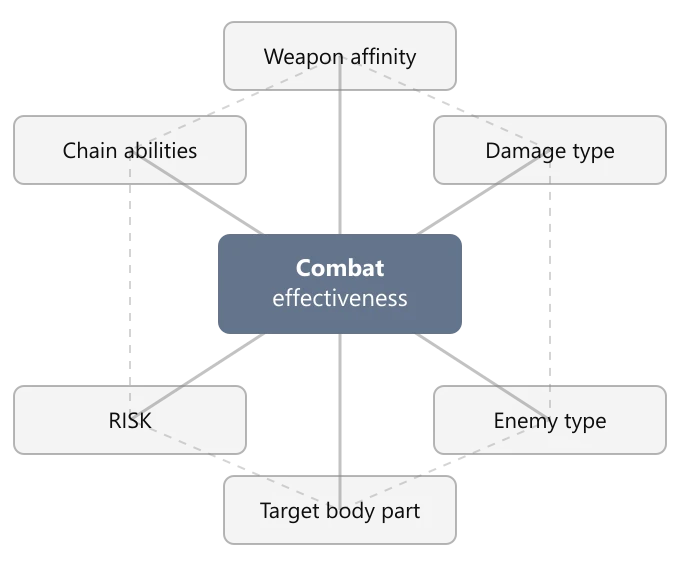 Weapon affinity
Chain abilities
Damage type
Combat
effectiveness
RISK
Enemy type
Target body part